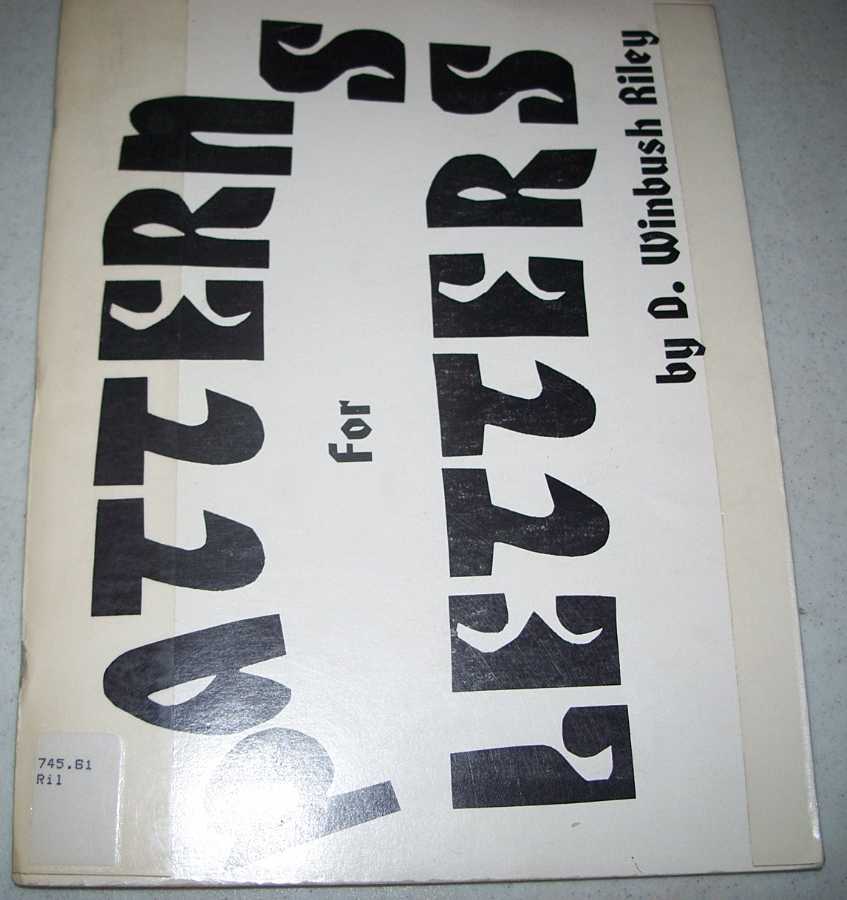 PATTERnS
For
LETTERS
by D. Winbush Riley
745.61
Ril